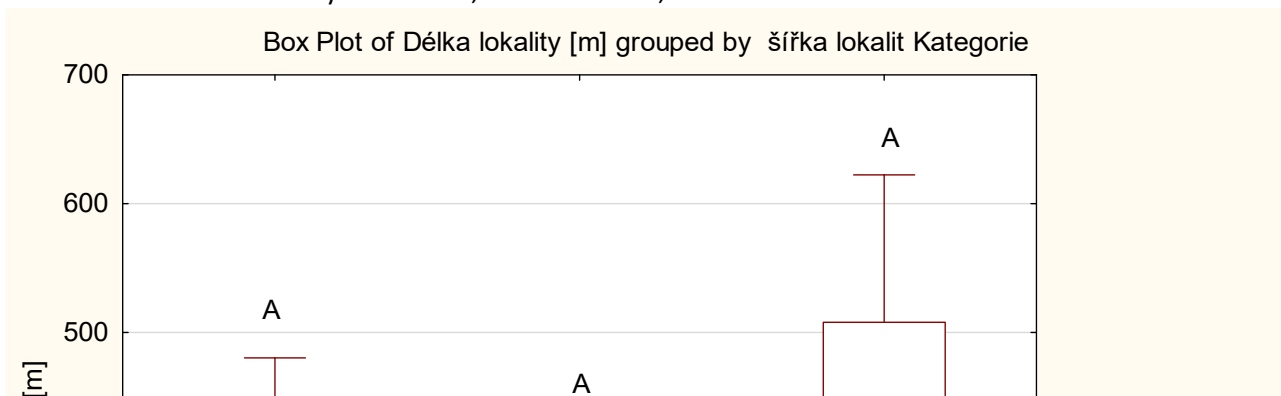 Box Plot of Délka lokality [m] grouped by šířka lokalit Kategorie
700
A
600
A
500
A
[m]